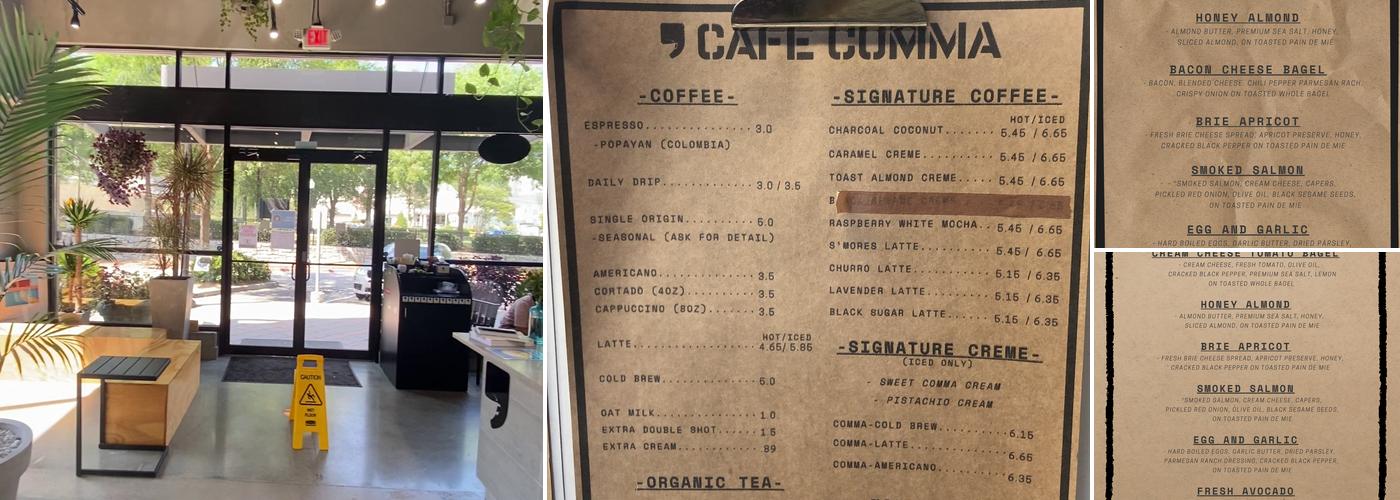 EXIT
CAUTION
WET
FLOOR
CAFE COMMA
-COFFEE-
ESPRESSO............... 3.0
-POPAYAN (COLOMBIA)
DAILY DRIP............. 3.0 / 3.5
SINGLE ORIGIN.......... 5.0
-SEASONAL (ASK FOR DETAIL)
AMERICANO.............. 3.5
CORTADO (4OZ).......... 3.5
CAPPUCCINO (8OZ)....... 3.5
HOT/ICED
LATTE.................. 4.65/5.85
COLD BREW.............. 5.0
OAT MILK............... 1.0
EXTRA DOUBLE SHOT...... 1.5
EXTRA CREAM............ .89
-ORGANIC TEA-
-SIGNATURE COFFEE-
HOT/ICED
CHARCOAL COCONUT....... 5.45 / 6.65
CARAMEL CREME.......... 5.45 / 6.65
TOAST ALMOND CREME..... 5.45 / 6.65
B
RASPBERRY WHITE MOCHA.. 5.45 / 6.65
S'MORES LATTE.......... 5.45 / 6.65
CHURRO LATTE........... 5.15 / 6.35
LAVENDER LATTE......... 5.15 / 6.35
BLACK SUGAR LATTE...... 5.15 / 6.35
-SIGNATURE CREME-
(ICED ONLY)
- SWEET COMMA CREAM
- PISTACHIO CREAM
COMMA-COLD BREW........ 6.15
COMMA-LATTE............ 6.65
COMMA-AMERICANO........ 6.35
HONEY ALMOND
- ALMOND BUTTER, PREMIUM SEA SALT, HONEY,
SLICED ALMOND, ON TOASTED PAIN DE MIE
BACON CHEESE BAGEL
- BACON, BLENDED CHEESE, CHILI PEPPER PARMESAN RACH,
CRISPY ONION ON TOASTED WHOLE BAGEL
BRIE APRICOT
- FRESH BRIE CHEESE SPREAD, APRICOT PRESERVE, HONEY,
CRACKED BLACK PEPPER ON TOASTED PAIN DE MIE
SMOKED SALMON
- *SMOKED SALMON, CREAM CHEESE, CAPERS,
PICKLED RED ONION, OLIVE OIL, BLACK SESAME SEEDS,
ON TOASTED PAIN DE MIE
EGG AND GARLIC
- HARD BOILED EGGS, GARLIC BUTTER, DRIED PARSLEY,
CREAM CHEESE TOMATO BAGEL
- CREAM CHEESE, FRESH TOMATO, OLIVE OIL,
CRACKED BLACK PEPPER, PREMIUM SEA SALT, LEMON
ON TOASTED WHOLE BAGEL
HONEY ALMOND
- ALMOND BUTTER, PREMIUM SEA SALT, HONEY,
SLICED ALMOND, ON TOASTED PAIN DE MIE
BRIE APRICOT
- FRESH BRIE CHEESE SPREAD, APRICOT PRESERVE, HONEY,
CRACKED BLACK PEPPER ON TOASTED PAIN DE MIE
SMOKED SALMON
- *SMOKED SALMON, CREAM CHEESE, CAPERS,
PICKLED RED ONION, OLIVE OIL, BLACK SESAME SEEDS,
ON TOASTED PAIN DE MIE
EGG AND GARLIC
- HARD BOILED EGGS, GARLIC BUTTER, DRIED PARSLEY,
PARMESAN RANCH DRESSING, CRACKED BLACK PEPPER,
ON TOASTED PAIN DE MIE
FRESH AVOCADO